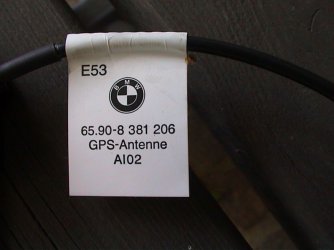 E53
BMW
65.90-8 381 206
GPS-Antenne
AI02